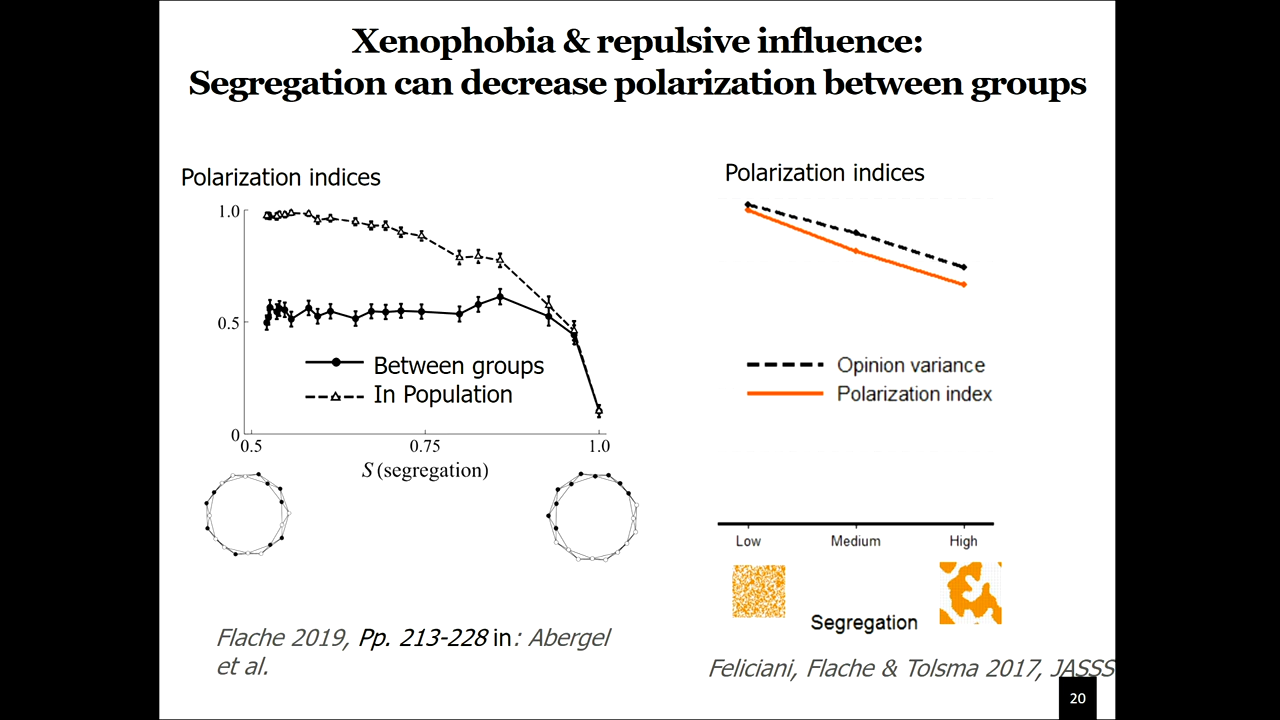 Xenophobia & repulsive influence:
Segregation can decrease polarization between groups
Polarization indices
1.0
0.5
0
Between groups
In Population
0.5
0.75
1.0
S (segregation)
Flache 2019, Pp. 213-228 in: Abergel
et al.
Polarization indices
Opinion variance
Polarization index
Low
Medium
High
Segregation
Feliciani, Flache & Tolsma 2017, JASSS
20